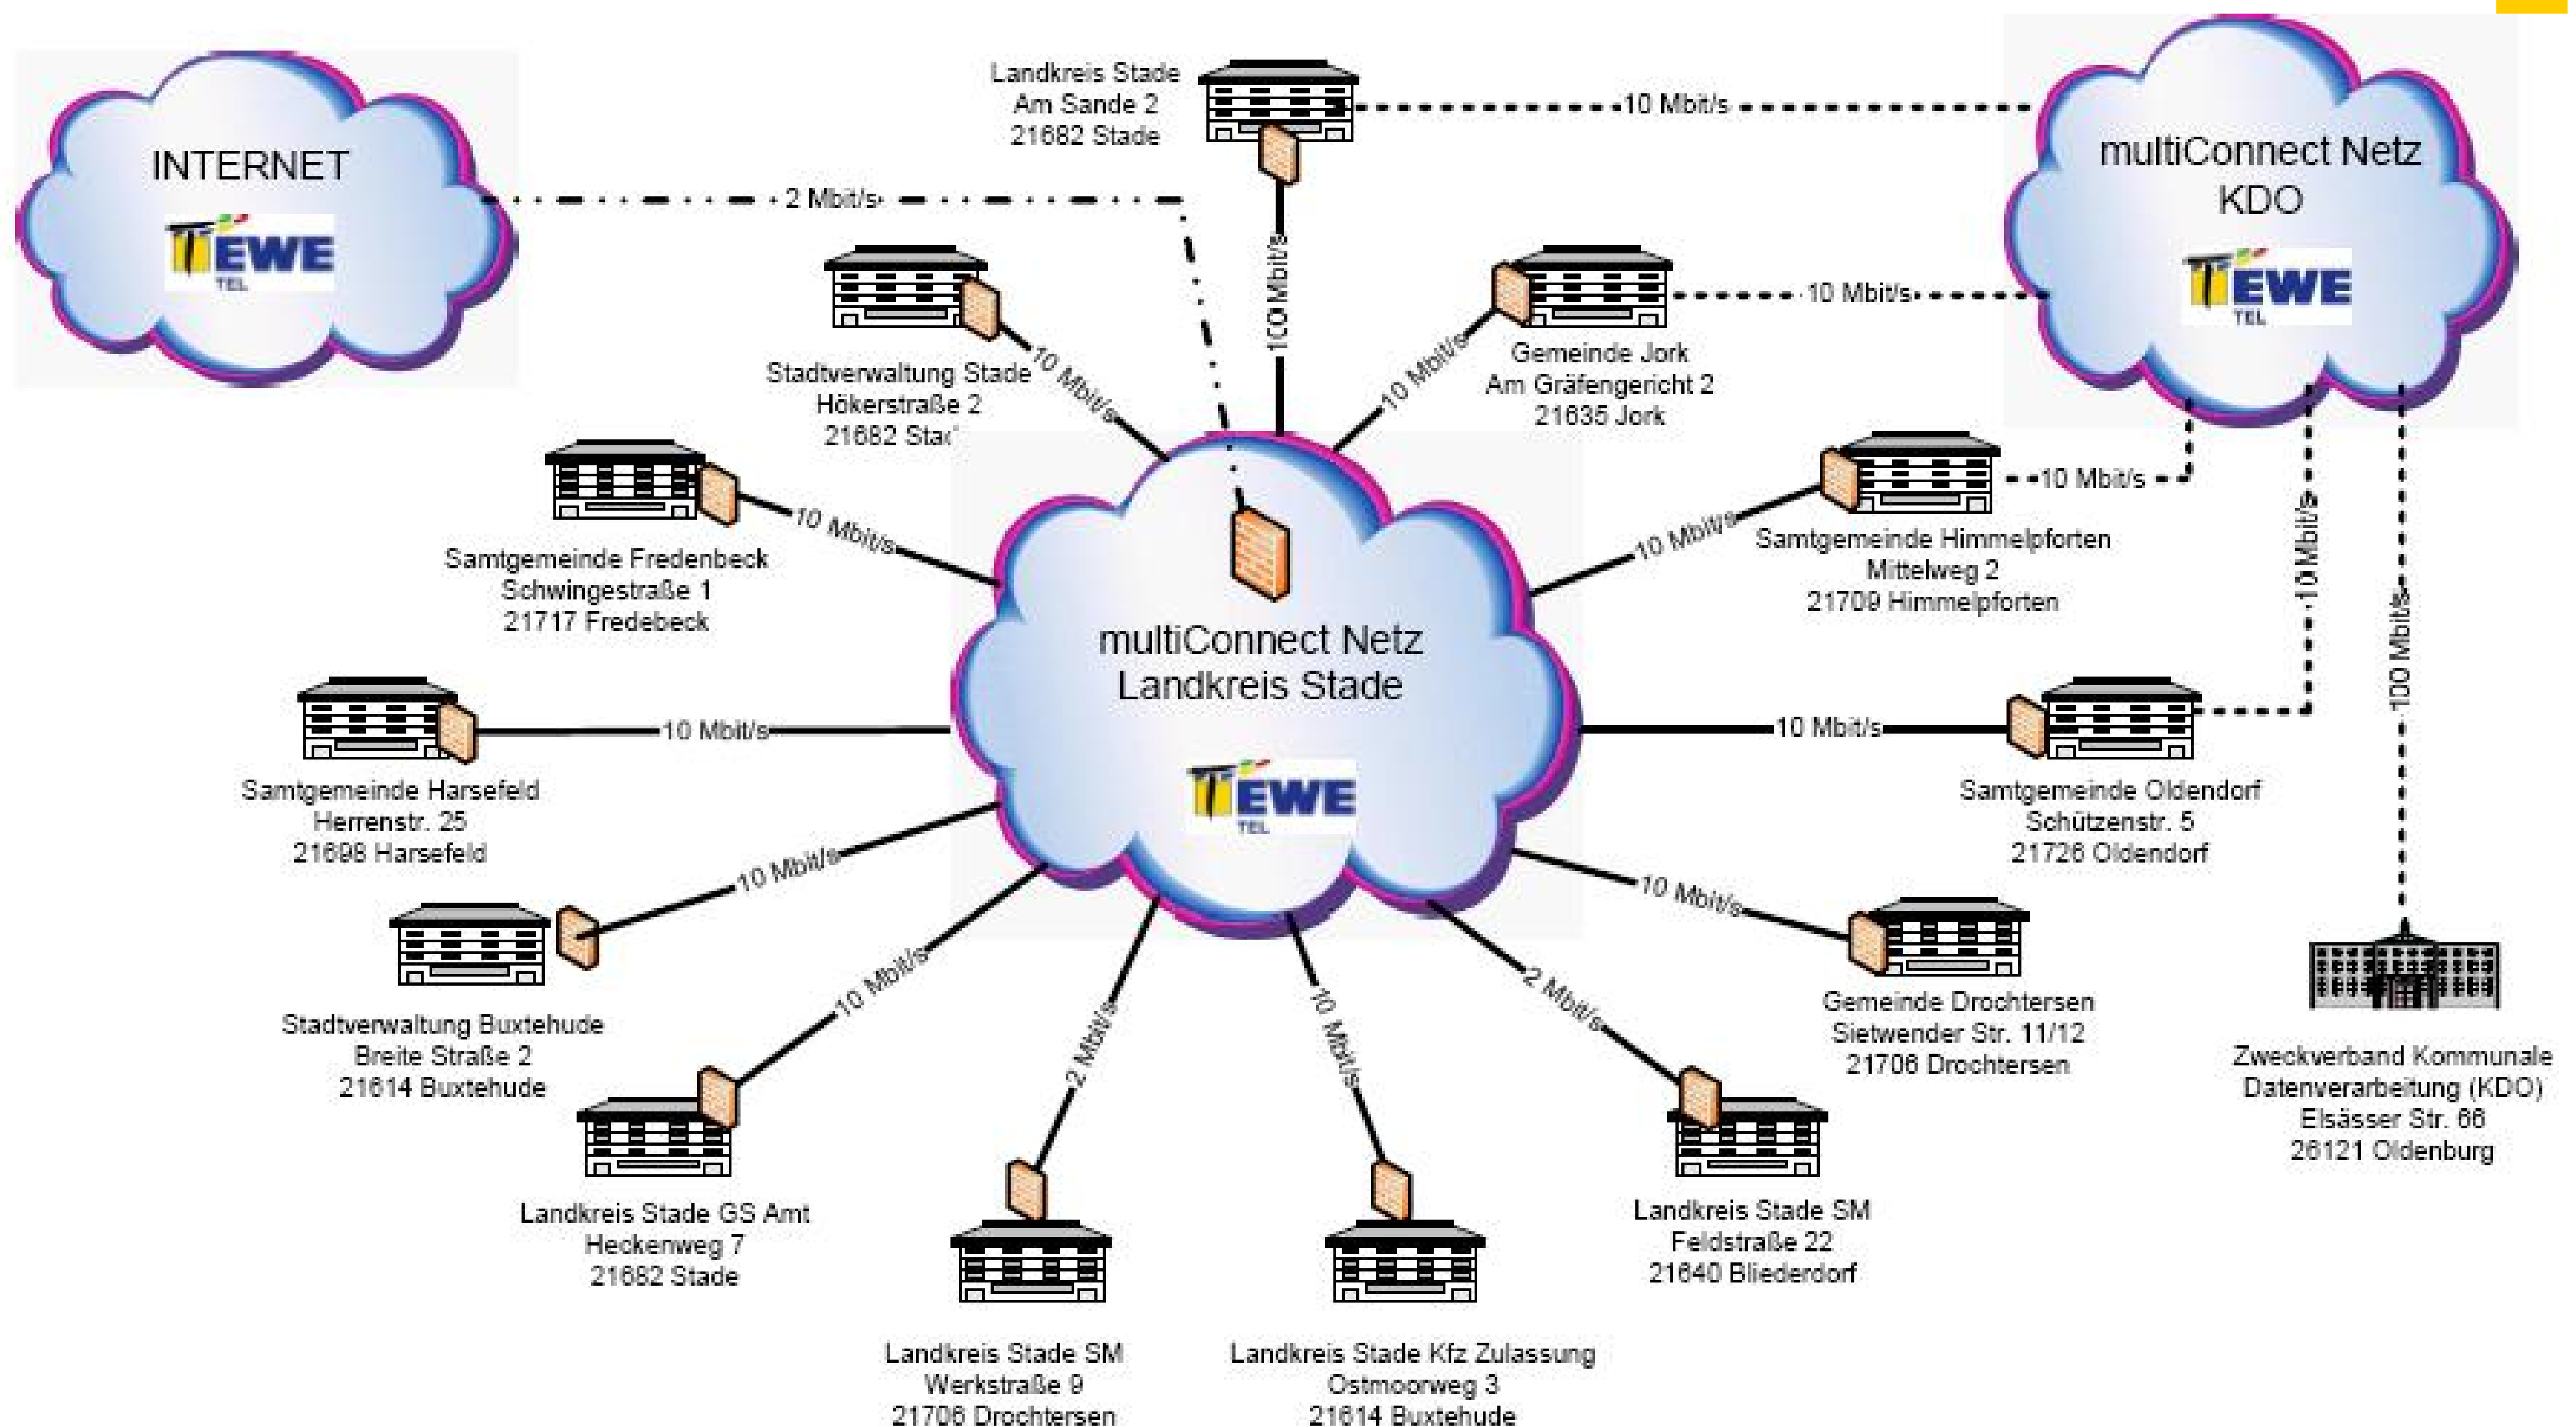 INTERNET
EWE
TEL
2 Mbit/s
Landkreis Stade
Am Sande 2
21682 Stade
10 Mbit/s
multiConnect Netz
KDO
EWE
TEL
100 Mbit/s
Stadtverwaltung Stade
Hökerstraße 2
21682
10 Mbit/s
Gemeinde Jork
Am Gräfengericht 2
21635 Jork
10 Mbit/s
10 Mbit/s
Samtgemeinde Fredenbeck
Schwingestraße 1
21717 Fredebeck
10 Mbit/s
Samtgemeinde Himmelpforten
Mittelweg 2
21709 Himmelpforten
10 Mbit/s
10 Mbit/s
10 Mbit/s
100 Mbit/s
multiConnect Netz
Landkreis Stade
EWE
TEL
Samtgemeinde Harsefeld
Herrenstr. 25
21698 Harsefeld
10 Mbit/s
Samtgemeinde Oldendorf
Schützenstr. 5
21726 Oldendorf
10 Mbit/s
Stadtverwaltung Buxtehude
Breite Straße 2
21614 Buxtehude
10 Mbit/s
Gemeinde Drochtersen
Sietwender Str. 11/12
21706 Drochtersen
10 Mbit/s
Zweckverband Kommunale
Datenverarbeitung (KDO)
Elsässer Str. 66
26121 Oldenburg
Landkreis Stade GS Amt
Heckenweg 7
21682 Stade
10 Mbit/s
2 Mbit/s
10 Mbit/s
2 Mbit/s
Landkreis Stade SM
Feldstraße 22
21640 Bliederdorf
Landkreis Stade SM
Werkstraße 9
21706 Drochtersen
Landkreis Stade Kfz Zulassung
Ostmoorweg 3
21614 Buxtehude